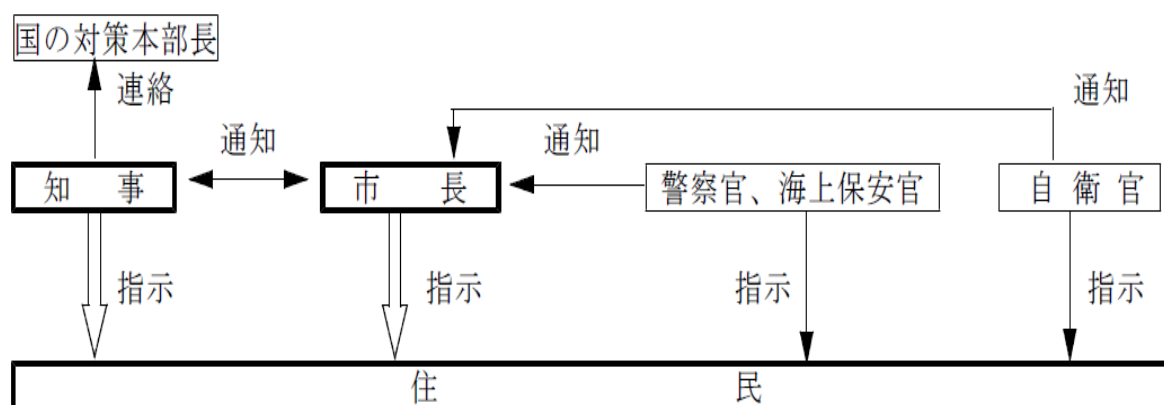 国の対策本部長
連絡
通知
通知
通知
知事
市長
警察官、海上保安官
自衛官
指示
指示
指示
指示
住民